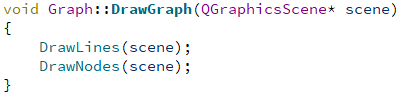 void Graph::DrawGraph(QGraphicsScene* scene)
{
    DrawLines(scene);
    DrawNodes(scene);
}